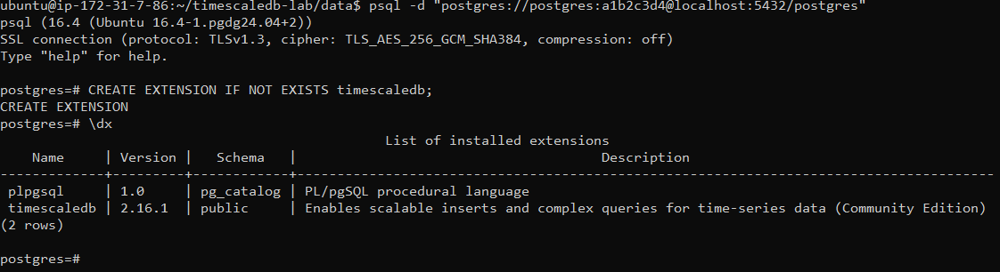 ubuntu@ip-172-31-7-86:~/timescaledb-lab/data$ psql -d "postgres://postgres:a1b2c3d4@localhost:5432/postgres"
psql (16.4 (Ubuntu 16.4-1.pgdg24.04+2))
SSL connection (protocol: TLSv1.3, cipher: TLS_AES_256_GCM_SHA384, compression: off)
Type "help" for help.

postgres=# CREATE EXTENSION IF NOT EXISTS timescaledb;
CREATE EXTENSION
postgres=# \dx
                                                List of installed extensions
    Name     | Version |   Schema   |                                      Description
-------------+---------+------------+---------------------------------------------------------------------------------------
 plpgsql     | 1.0     | pg_catalog | PL/pgSQL procedural language
 timescaledb | 2.16.1  | public     | Enables scalable inserts and complex queries for time-series data (Community Edition)
(2 rows)

postgres=#